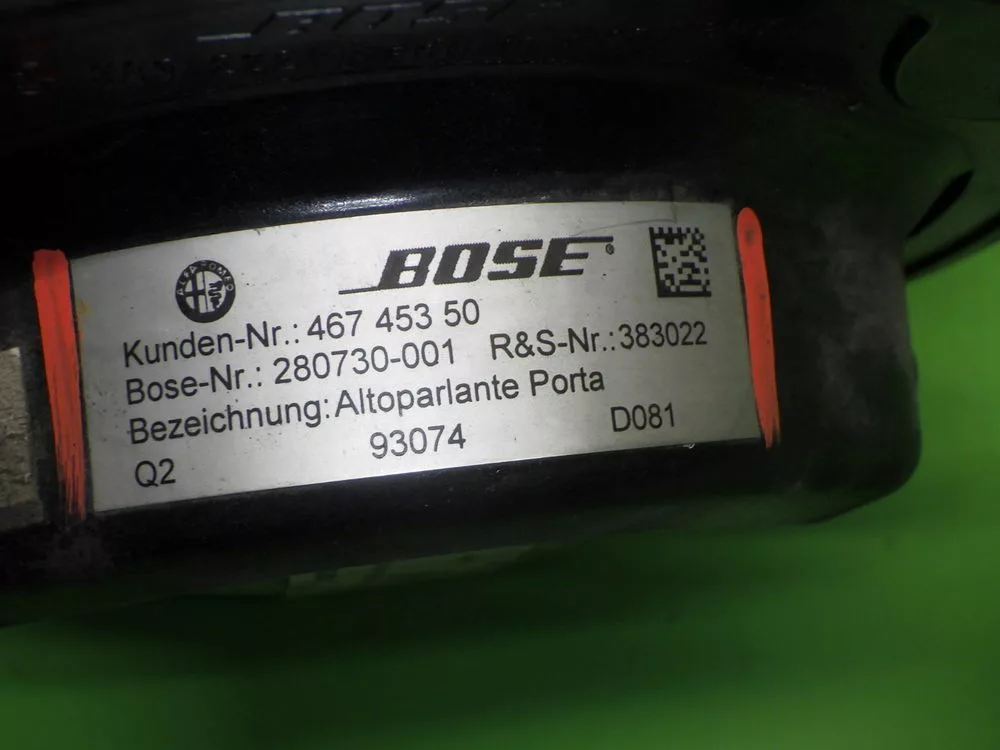 BOSE®
Kunden-Nr.: 467 453 50
Bose-Nr.: 280730-001 R&S-Nr.:383022
Bezeichnung: Altoparlante Porta
Q2 93074 D081